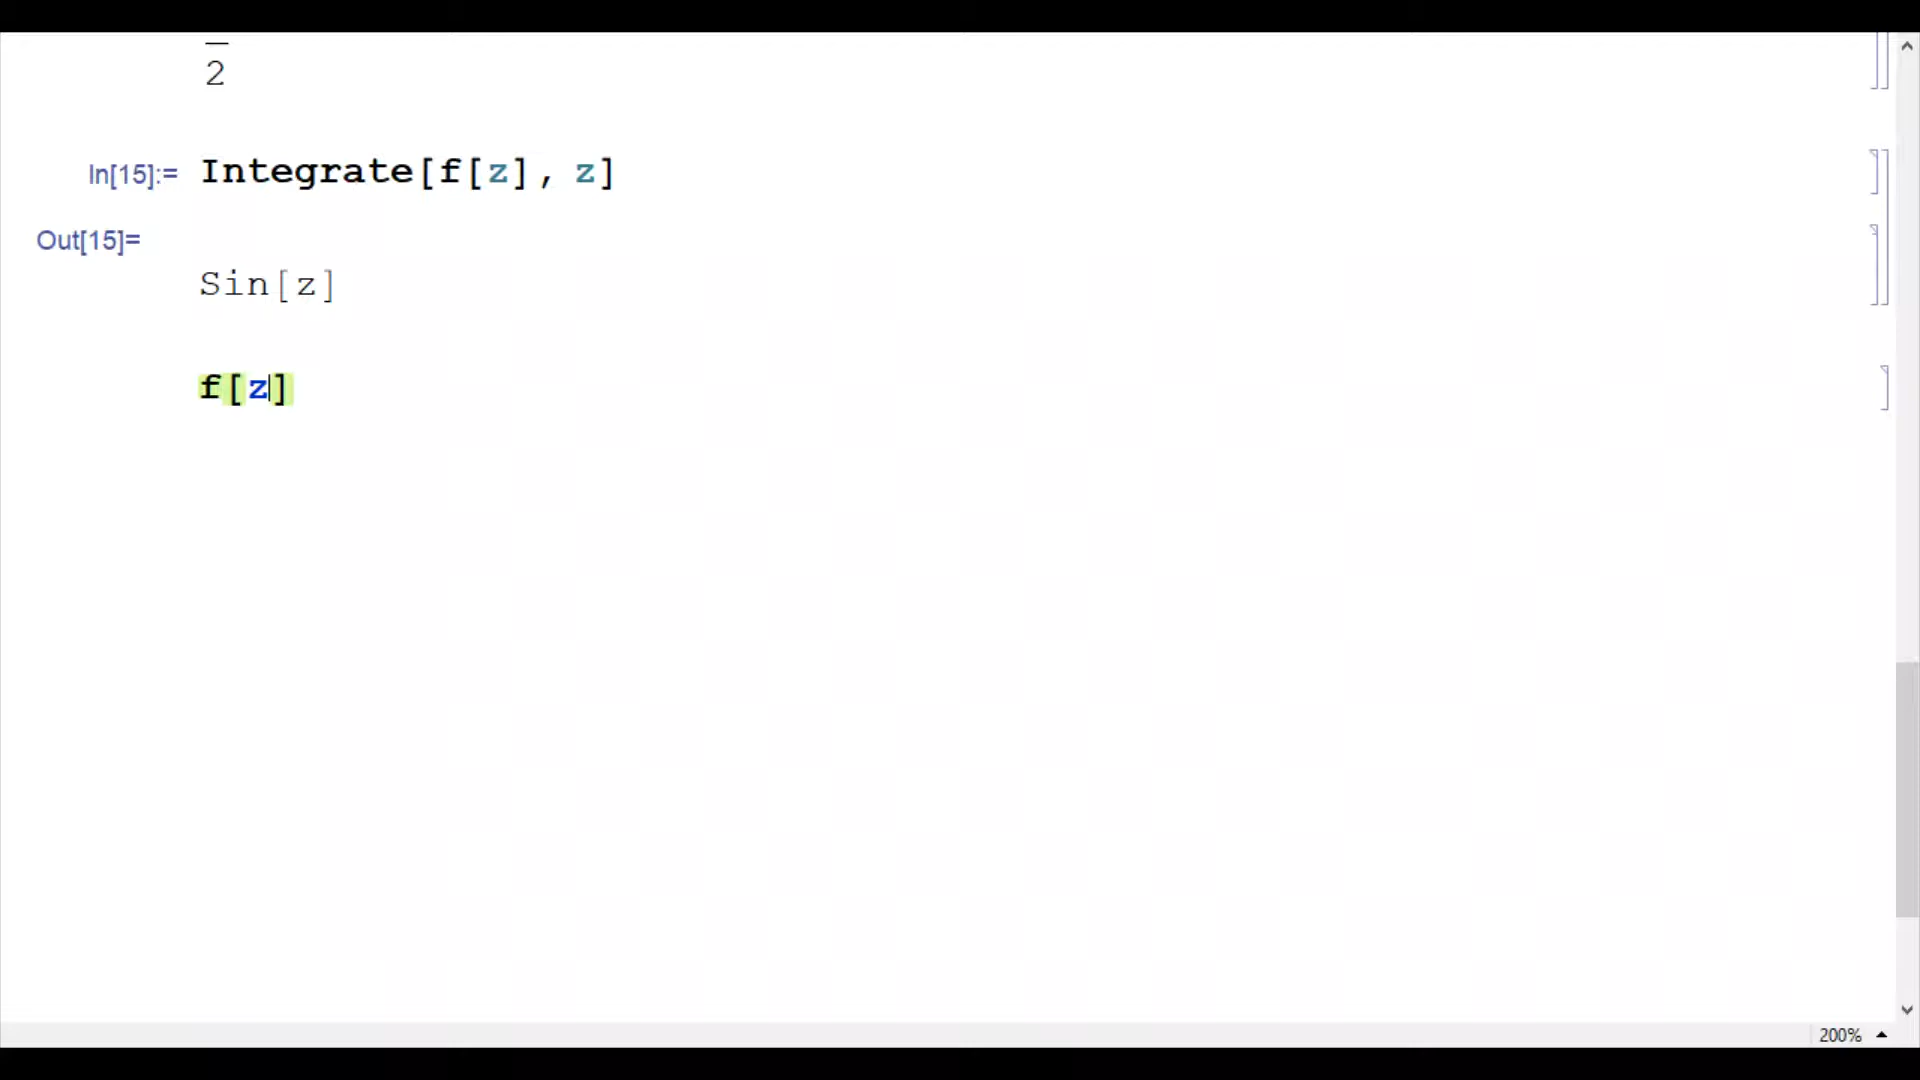 2
In[15]:= Integrate[f[z], z]
Out[15]=
Sin[z]
f[z]
200%